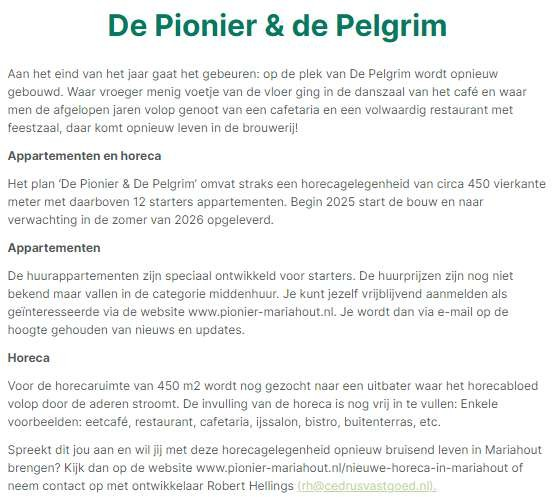 De Pionier & de Pelgrim
Aan het eind van het jaar gaat het gebeuren: op de plek van De Pelgrim wordt opnieuw
gebouwd. Waar vroeger menig voetje van de vloer ging in de danszaal van het café en waar
men de afgelopen jaren volop genoot van een cafetaria en een volwaardig restaurant met
feestzaal, daar komt opnieuw leven in de brouwerij!
Appartementen en horeca
Het plan ‘De Pionier & De Pelgrim’ omvat straks een horecagelegenheid van circa 450 vierkante
meter met daarboven 12 starters appartementen. Begin 2025 start de bouw en naar
verwachting in de zomer van 2026 opgeleverd.
Appartementen
De huurappartementen zijn speciaal ontwikkeld voor starters. De huurprijzen zijn nog niet
bekend maar vallen in de categorie middenhuur. Je kunt jezelf vrijblijvend aanmelden als
geïnteresseerde via de website www.pionier-mariahout.nl. Je wordt dan via e-mail op de
hoogte gehouden van nieuws en updates.
Horeca
Voor de horecaruimte van 450 m2 wordt nog gezocht naar een uitbater waar het horecabloed
volop door de aderen stroomt. De invulling van de horeca is nog vrij in te vullen: Enkele
voorbeelden: eetcafé, restaurant, cafetaria, ijssalon, bistro, buitenterras, etc.
Spreekt dit jou aan en wil jij met deze horecagelegenheid opnieuw bruisend leven in Mariahout
brengen? Kijk dan op de website www.pionier-mariahout.nl/nieuwe-horeca-in-mariahout of
neem contact op met ontwikkelaar Robert Hellings (rh@cedrusvastgoed.nl).